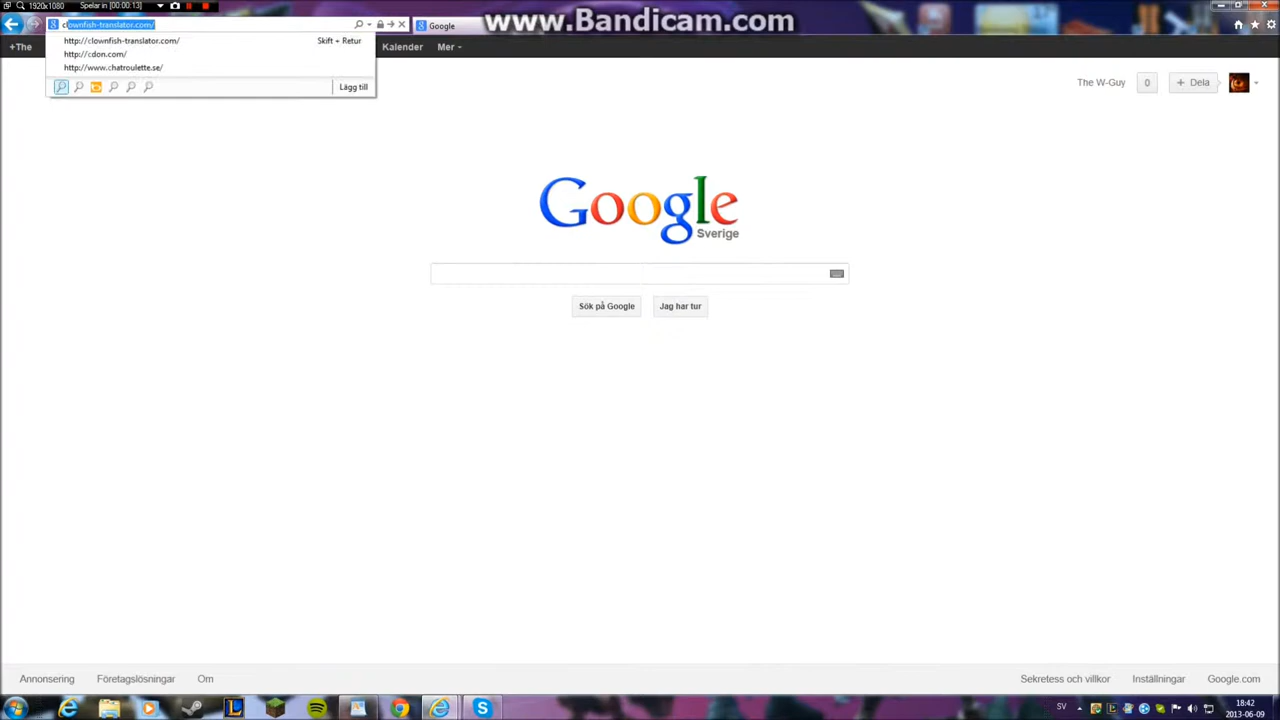 1920x1080 Spelar in [00:00:13]
www.Bandicam.com
clownfish-translator.com/
Google
http://clownfish-translator.com/ Skift + Retur
http://cdon.com/
http://www.chatroulette.se/
Lägg till
+The Kalender Mer
The W-Guy 0 + Dela
Google
Sverige
Sök på Google Jag har tur
Annonsering Företagslösningar Om Sekretess och villkor Inställningar Google.com
SV 18:42
2013-06-09